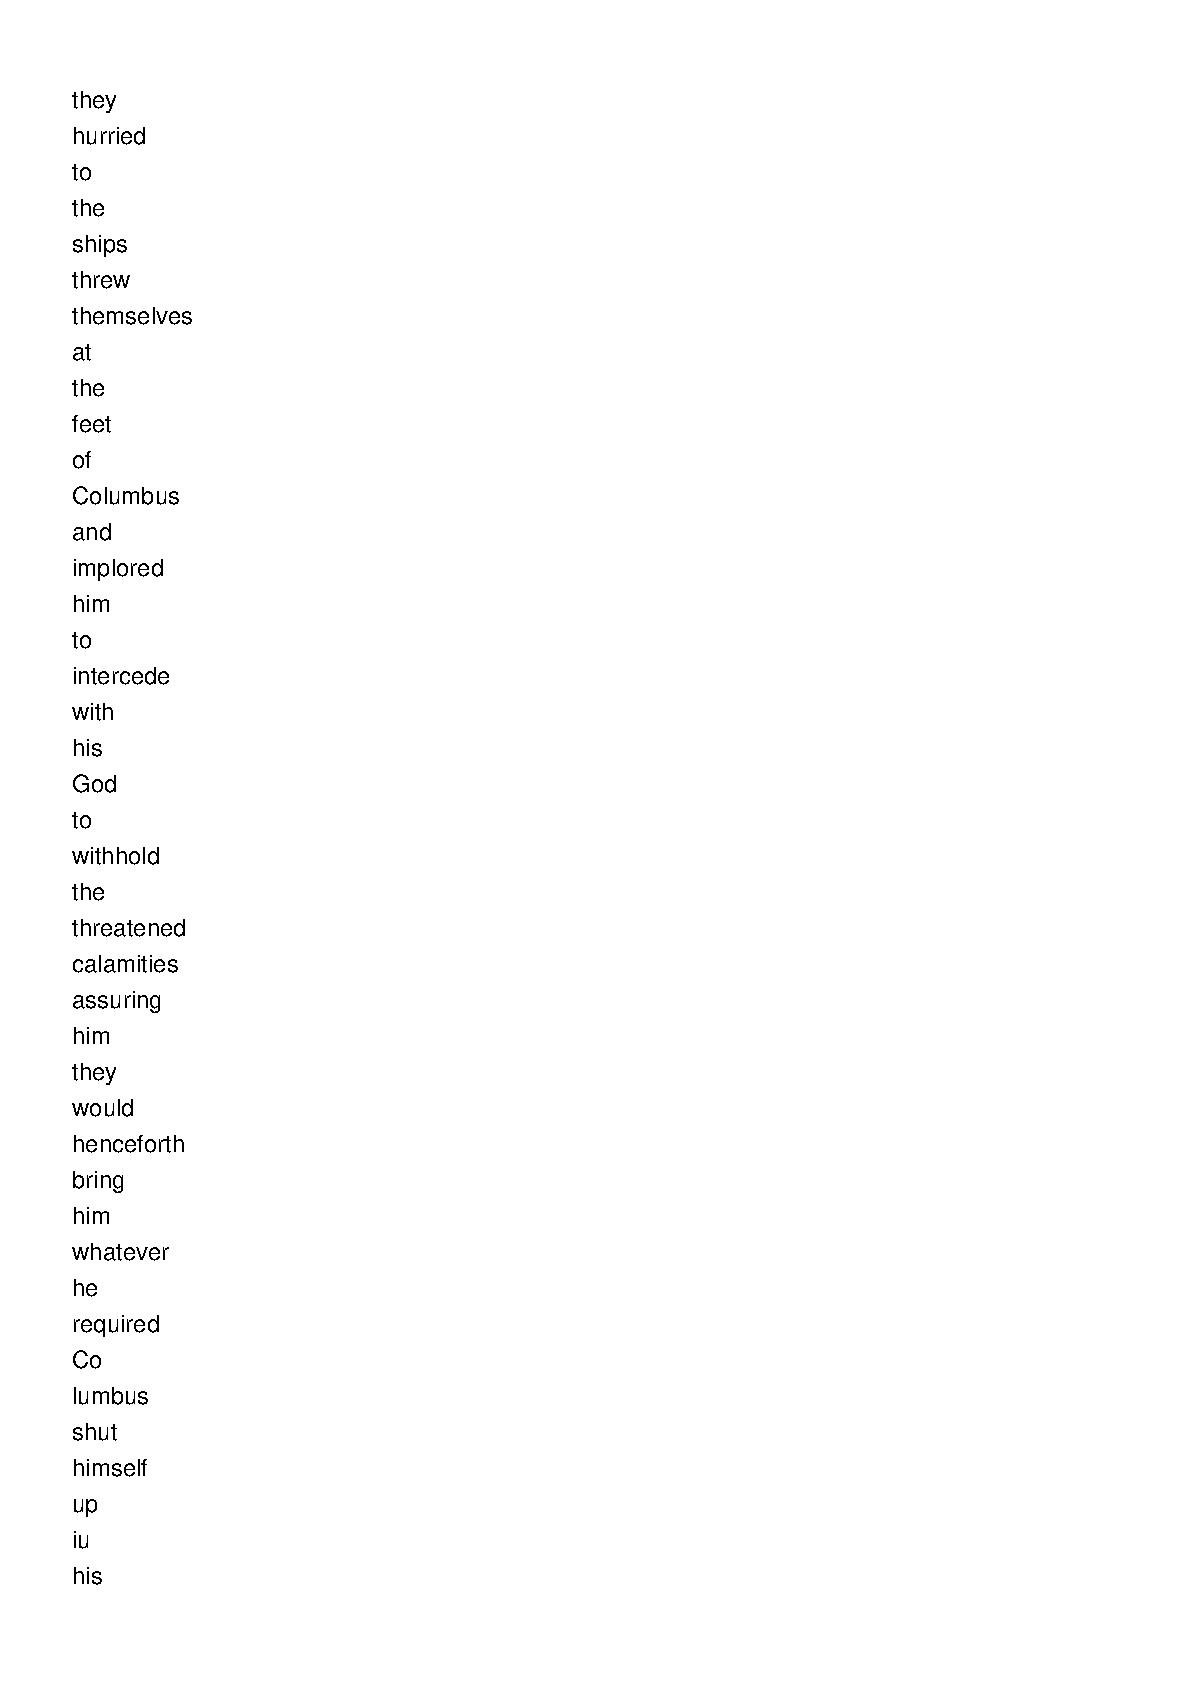 they
hurried
to
the
ships
threw
themselves
at
the
feet
of
Columbus
and
implored
him
to
intercede
with
his
God
to
withhold
the
threatened
calamities
assuring
him
they
would
henceforth
bring
him
whatever
he
required
Co
lumbus
shut
himself
up
iu
his